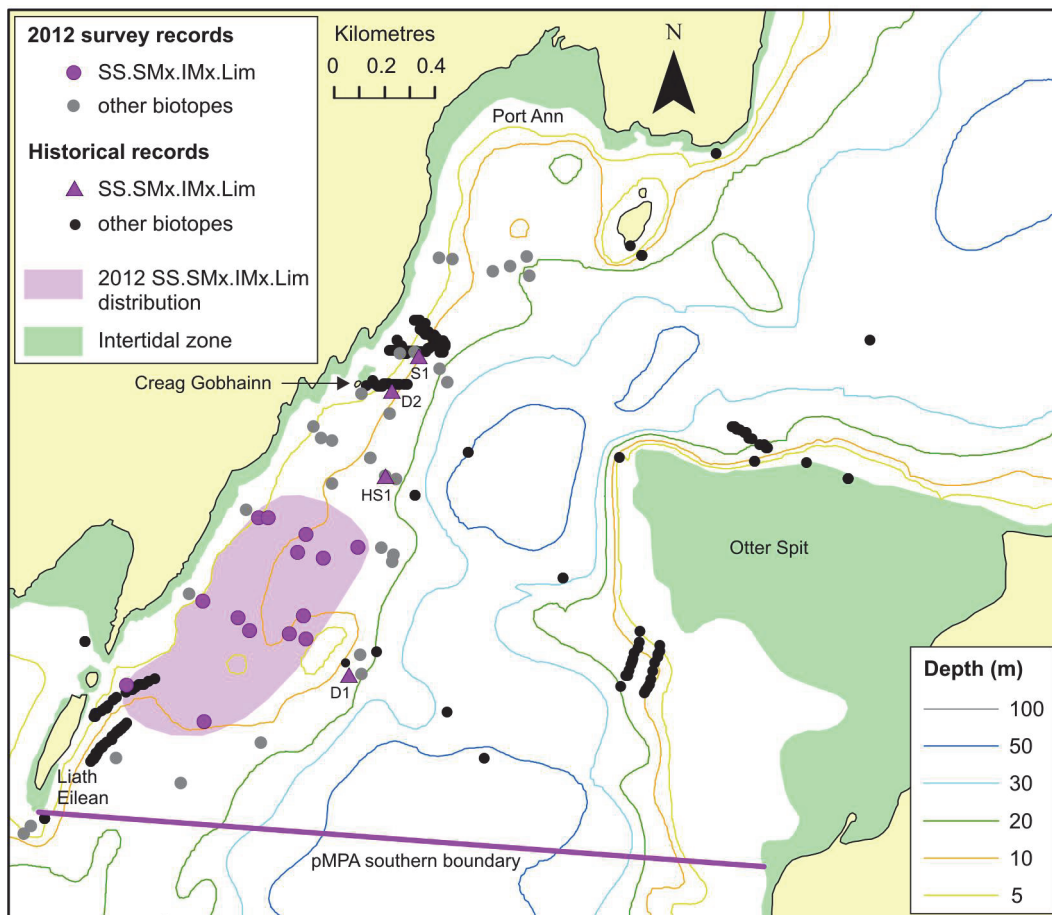 2012 survey records
SS.SMx.IMx.Lim
other biotopes
Historical records
SS.SMx.IMx.Lim
other biotopes
2012 SS.SMx.IMx.Lim
distribution
Intertidal zone
Kilometres
0 0.2 0.4
N
Port Ann
Creag Gobhainn
S1
D2
HS1
Otter Spit
D1
Liath
Eilean
pMPA southern boundary
Depth (m)
100
50
30
20
10
5